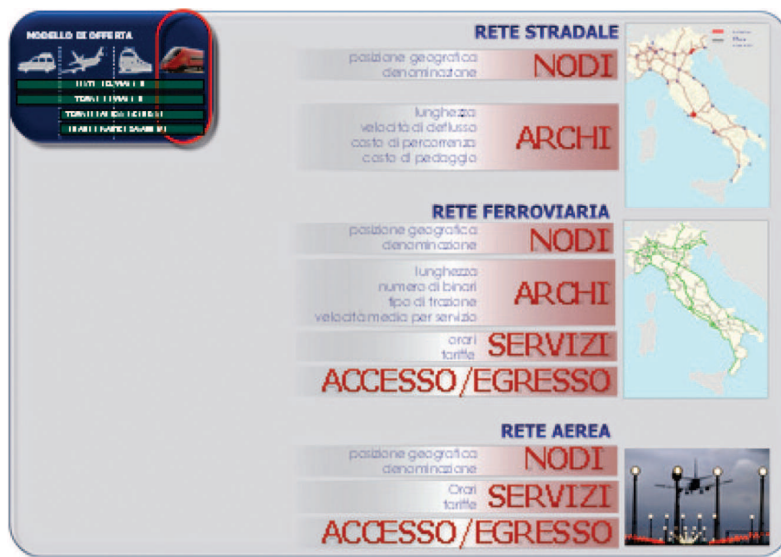 MODELLO DI OFFERTA
RETE STRADALE
posizione geografica
denominazione
NODI
lunghezza
velocità di deflusso
costo di percorrenza
costo di pedaggio
ARCHI
RETE FERROVIARIA
posizione geografica
denominazione
NODI
lunghezza
numero di binari
tipo di trazione
velocità media per servizio
ARCHI
orari
tariffe
SERVIZI
ACCESSO/EGRESSO
RETE AEREA
posizione geografica
denominazione
NODI
Orari
tariffe
SERVIZI
ACCESSO/EGRESSO